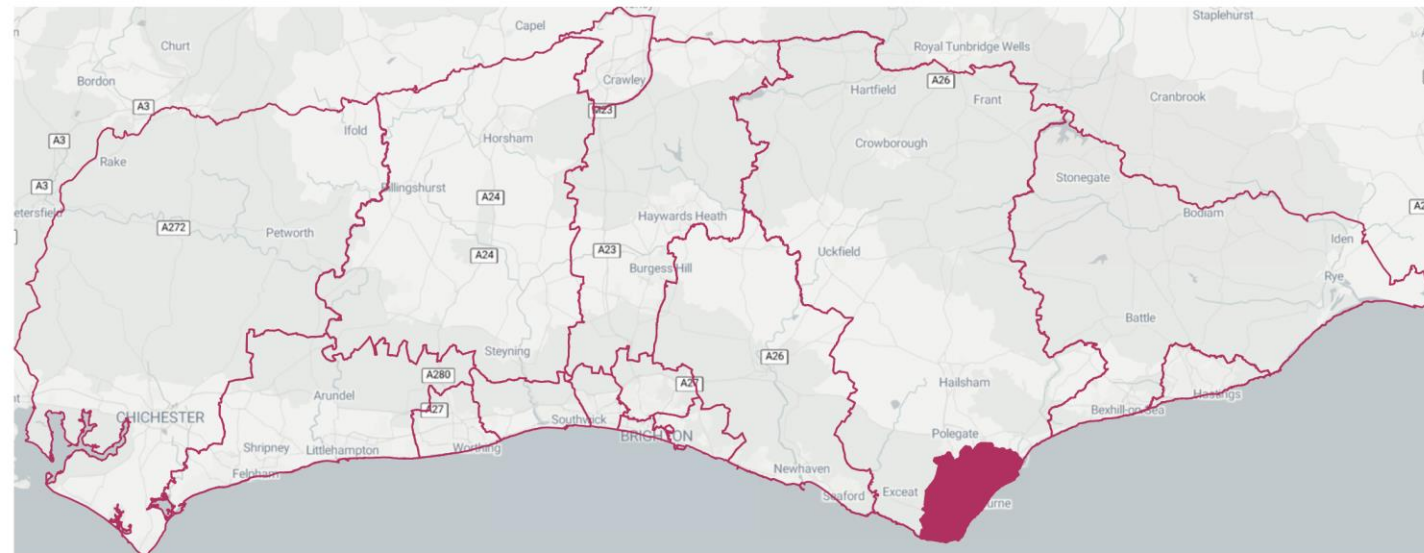 Capel
Staplehurst
Churt
Royal Tunbridge Wells
Bordon
Crawley
A26
Hartfield
Frant
Cranbrook
A3
A23
Ifold
Horsham
Crowborough
A3
Rake
Stonegate
A3
A24
Bodiam
Haywards Heath
A272
Petworth
Iden
A23
Uckfield
A24
Burgess Hill
Rye
Battle
Steyning
A26
A280
A27
Hailsham
Arundel
A27
Hastings
CHICHESTER
Southwick
Bexhill-on-Sea
BRIGHTON
Polegate
Shripney
Littlehampton
Worthing
Felpham
Newhaven
Seaford
Exceat
urne